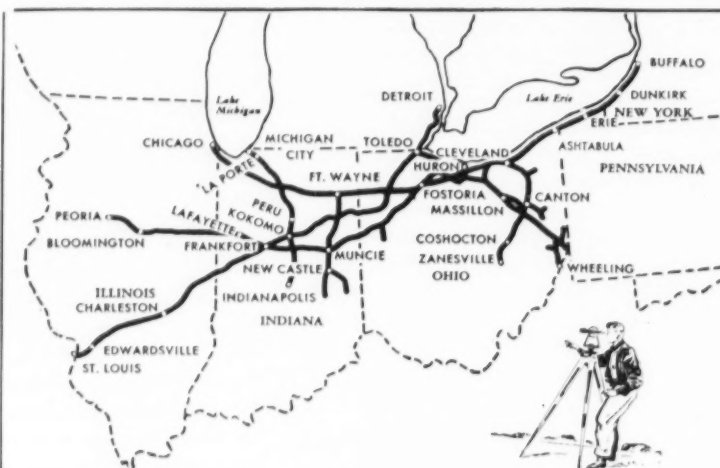 BUFFALO
Lake Michigan
DETROIT
Lake Erie
DUNKIRK
NEW YORK
ERIE
CHICAGO
MICHIGAN CITY
TOLEDO
CLEVELAND
ASHTABULA
HURON
LA PORTE
FT. WAYNE
PENNSYLVANIA
FOSTORIA
CANTON
MASSILLON
PEORIA
LAFAYETTE
PERU
KOKOMO
BLOOMINGTON
FRANKFORT
MUNCIE
COSHOCTON
ZANESVILLE
NEW CASTLE
WHEELING
OHIO
ILLINOIS
INDIANAPOLIS
CHARLESTON
INDIANA
EDWARDSVILLE
ST. LOUIS